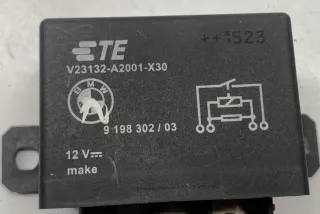 TE
++1523
V23132-A2001-X30
BMW
9 198 302 / 03
12 V⎓
make